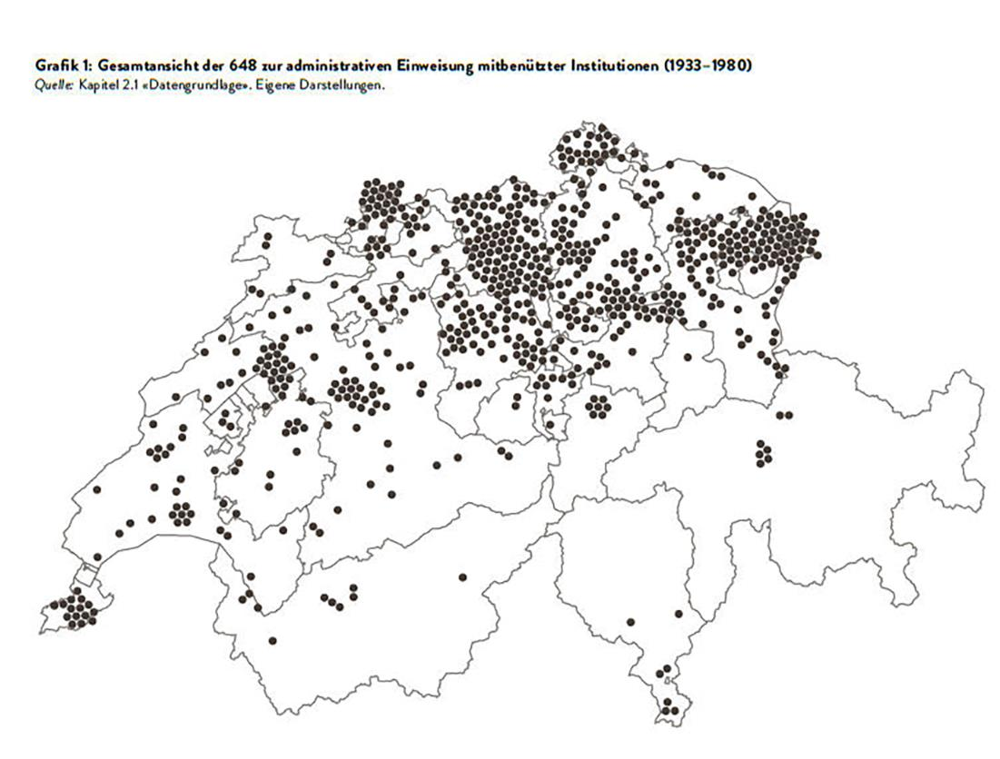 Grafik 1: Gesamtansicht der 648 zur administrativen Einweisung mitbenützter Institutionen (1933–1980)
Quelle: Kapitel 2.1 «Datengrundlage». Eigene Darstellungen.